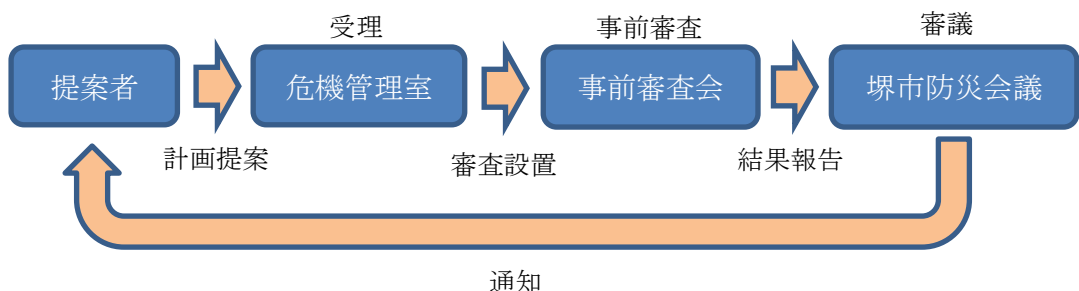 受理
事前審査
審議
提案者
危機管理室
事前審査会
堺市防災会議
計画提案
審査設置
結果報告
通知